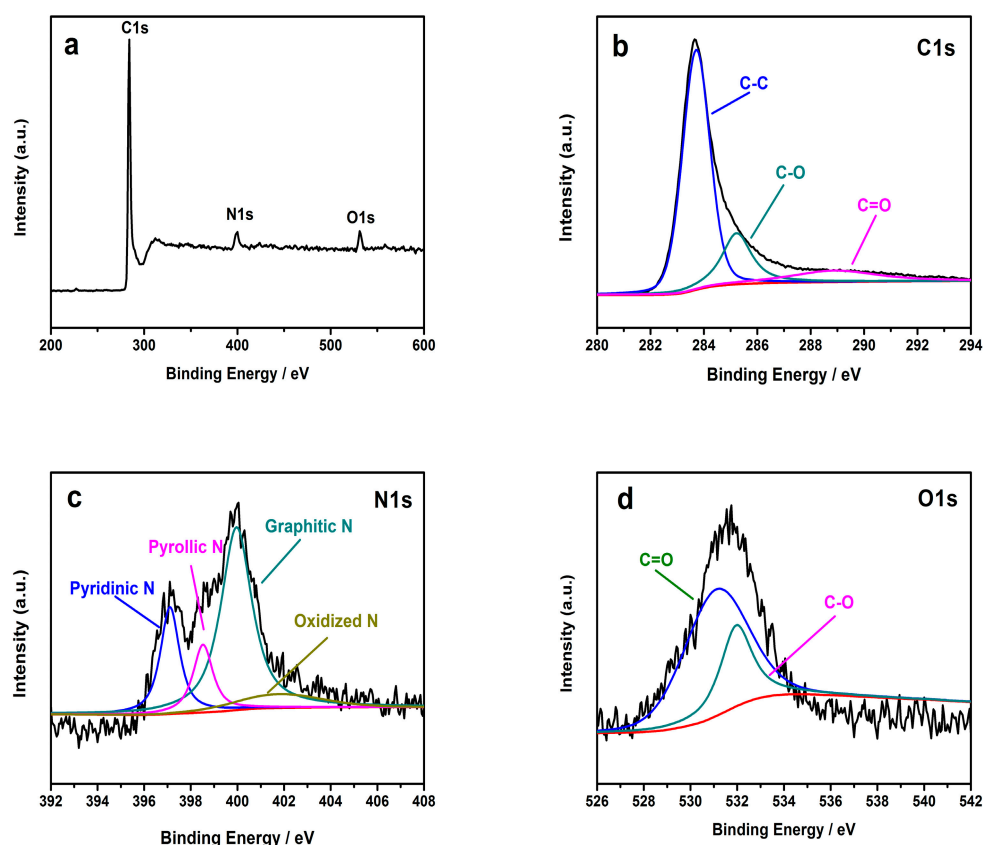 a
C1s
N1s
O1s
Intensity (a.u.)
200 300 400 500 600
Binding Energy / eV
b
C1s
C-C
C-O
C=O
Intensity (a.u.)
280 282 284 286 288 290 292 294
Binding Energy / eV
c
N1s
Graphitic N
Pyrollic N
Pyridinic N
Oxidized N
Intensity (a.u.)
392 394 396 398 400 402 404 406 408
Binding Energy / eV
d
O1s
C=O
C-O
Intensity (a.u.)
526 528 530 532 534 536 538 540 542
Binding Energy / eV